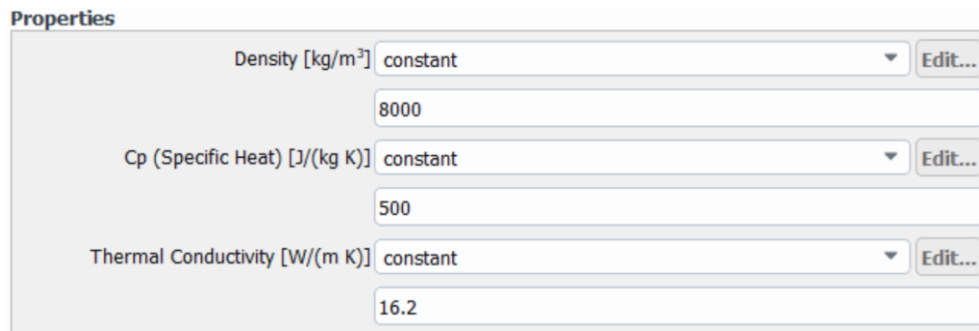 Properties
Density [kg/m³] constant Edit...
8000
Cp (Specific Heat) [J/(kg K)] constant Edit...
500
Thermal Conductivity [W/(m K)] constant Edit...
16.2